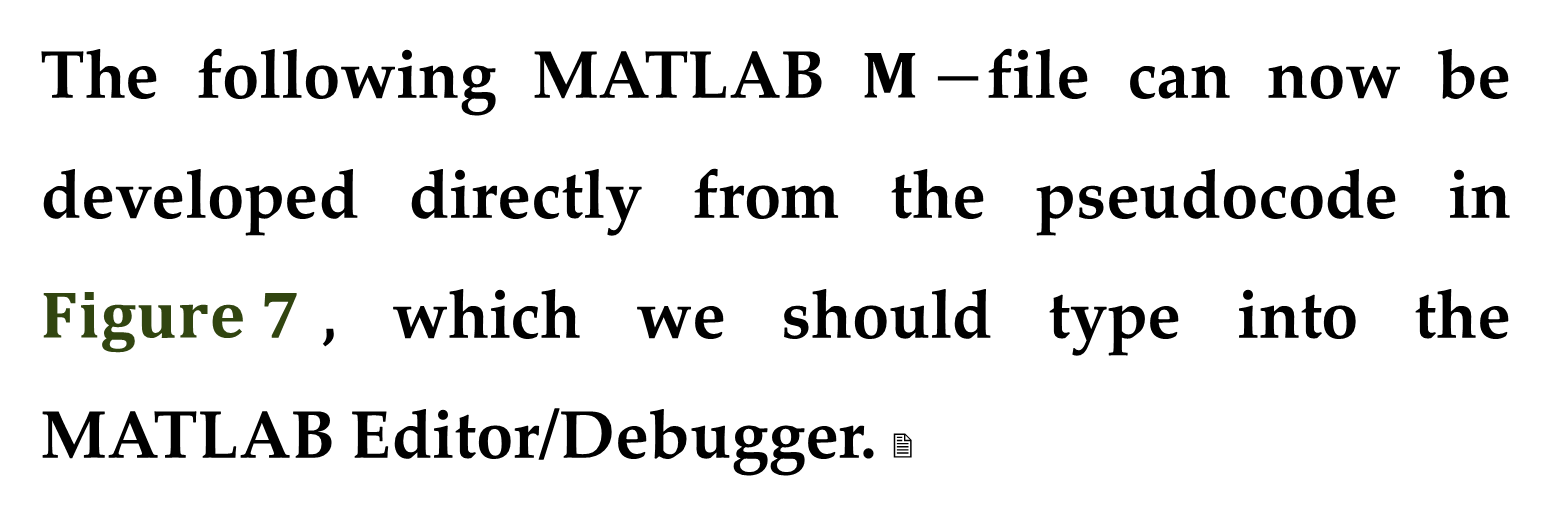 The following MATLAB M –file can now be
developed directly from the pseudocode in
Figure 7 , which we should type into the
MATLAB Editor/Debugger. 🗎